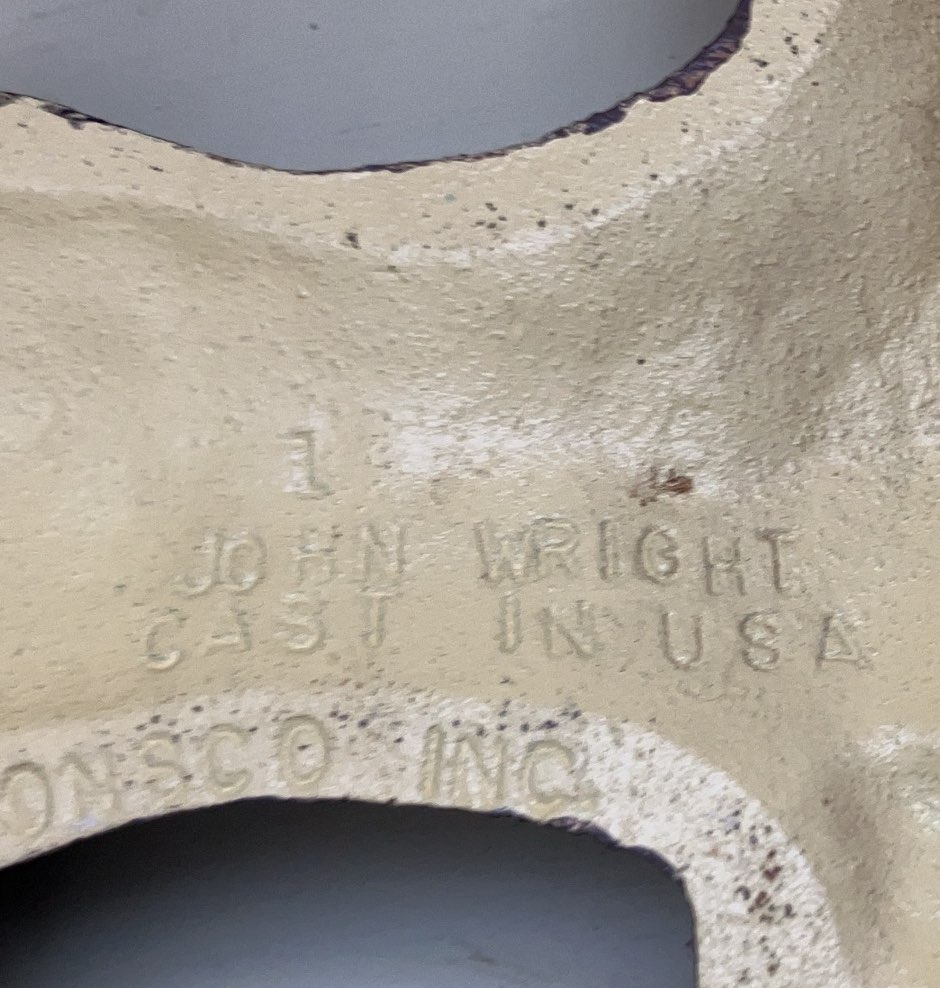 1
JOHN WRIGHT
CAST IN USA
ONSCO INC.